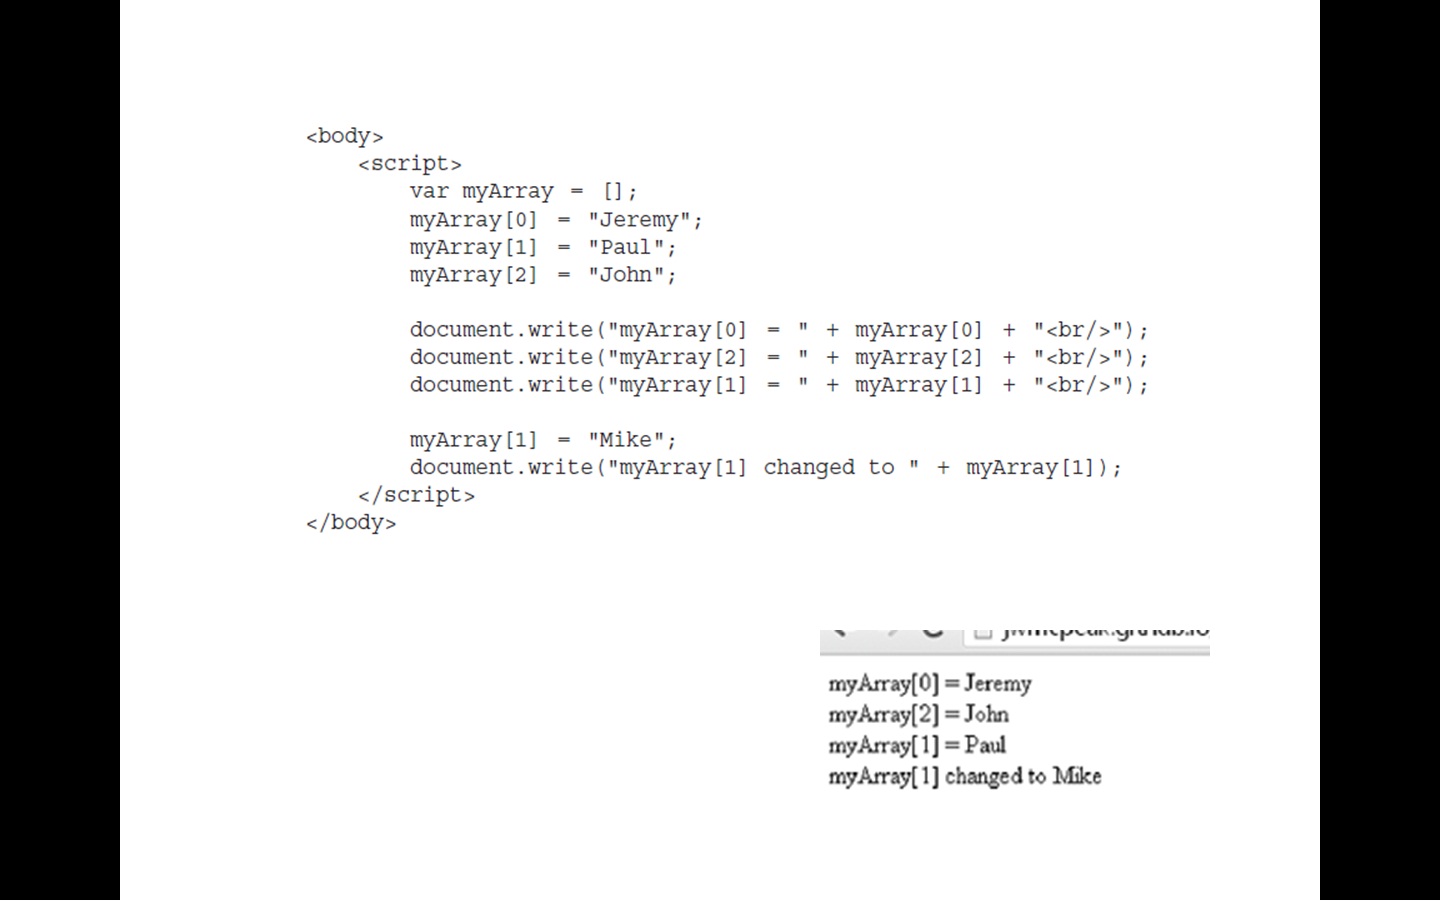 <body>
<script>
var myArray = [];
myArray[0] = "Jeremy";
myArray[1] = "Paul";
myArray[2] = "John";
document.write("myArray[0] = " + myArray[0] + "<br/>");
document.write("myArray[2] = " + myArray[2] + "<br/>");
document.write("myArray[1] = " + myArray[1] + "<br/>");
myArray[1] = "Mike";
document.write("myArray[1] changed to " + myArray[1]);
</script>
</body>
myArray[0] = Jeremy
myArray[2] = John
myArray[1] = Paul
myArray[1] changed to Mike